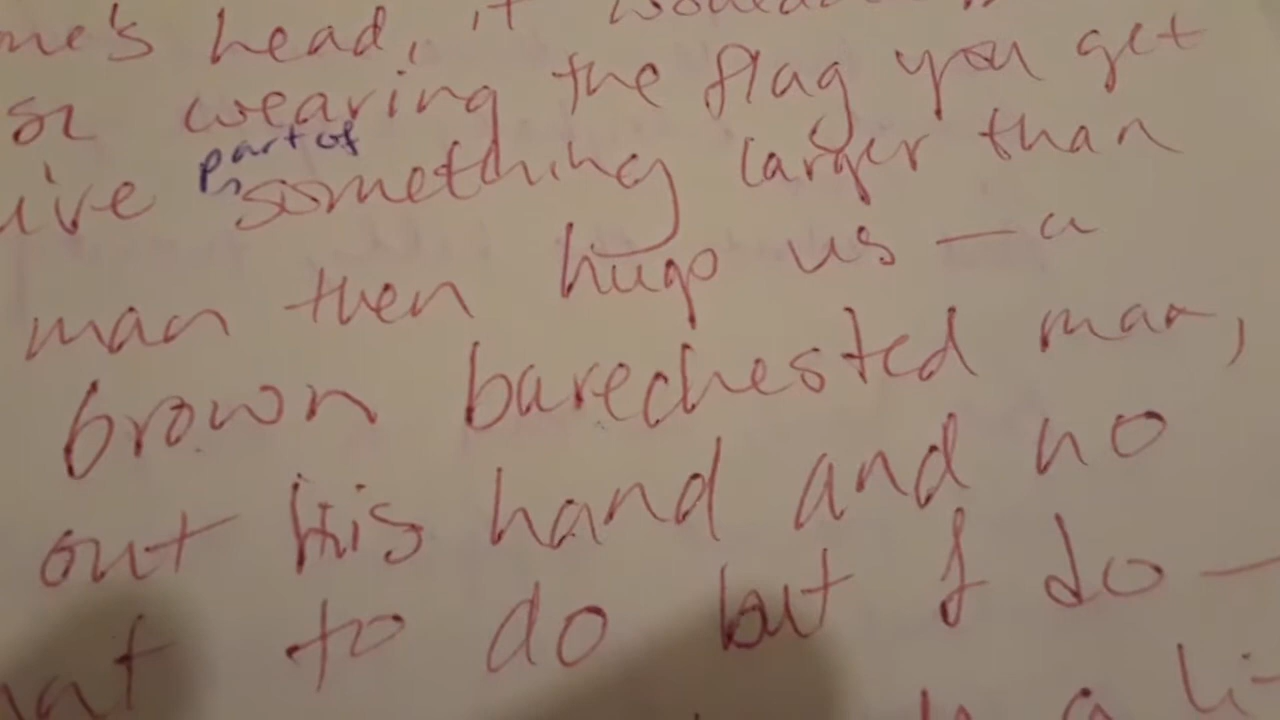 me's head, it
wearing the flag you get
part of
ive something larger than
man then hugs us — a
brown barechested man,
out his hand and no
to do but I do —
a